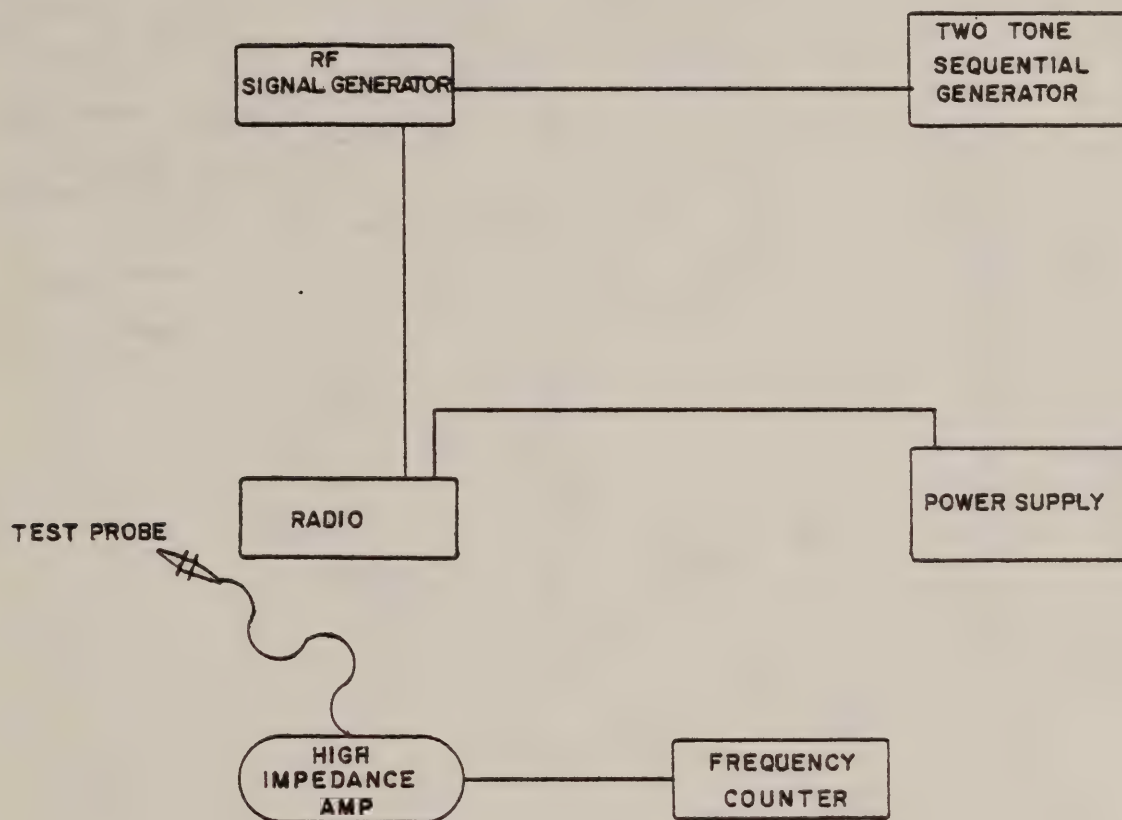 RF
SIGNAL GENERATOR
TWO TONE
SEQUENTIAL
GENERATOR
RADIO
POWER SUPPLY
TEST PROBE
HIGH
IMPEDANCE
AMP
FREQUENCY
COUNTER